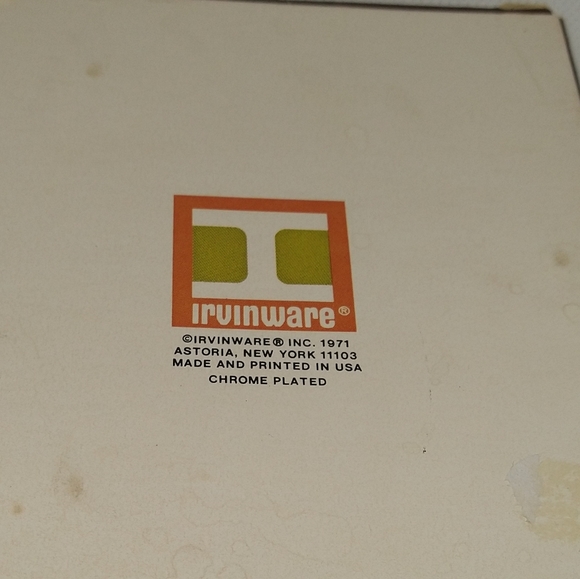 Irvinware®
©IRVINWARE® INC. 1971
ASTORIA, NEW YORK 11103
MADE AND PRINTED IN USA
CHROME PLATED